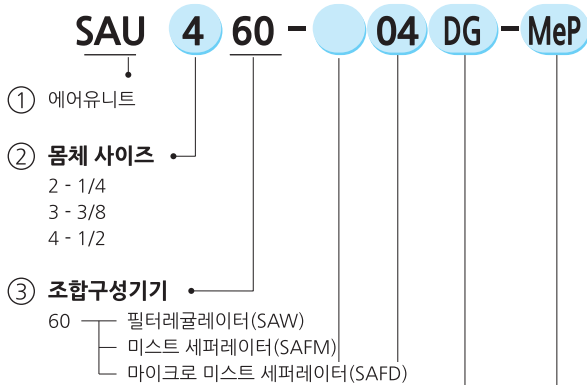 SAU 4 60 - 04 DG - MeP
① 에어유니트
② 몸체 사이즈
2 - 1/4
3 - 3/8
4 - 1/2
③ 조합구성기기
60 필터레귤레이터(SAW)
미스트 세퍼레이터(SAFM)
마이크로 미스트 세퍼레이터(SAFD)